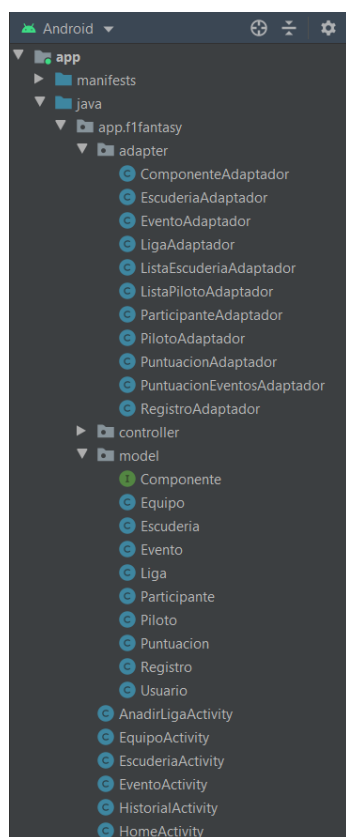 Android
app
manifests
java
app.f1fantasy
adapter
ComponenteAdaptador
EscuderiaAdaptador
EventoAdaptador
LigaAdaptador
ListaEscuderiaAdaptador
ListaPilotoAdaptador
ParticipanteAdaptador
PilotoAdaptador
PuntuacionAdaptador
PuntuacionEventosAdaptador
RegistroAdaptador
controller
model
I Componente
C Equipo
C Escuderia
C Evento
C Liga
C Participante
C Piloto
C Puntuacion
C Registro
C Usuario
C AnadirLigaActivity
C EquipoActivity
C EscuderiaActivity
C EventoActivity
C HistorialActivity
C HomeActivity